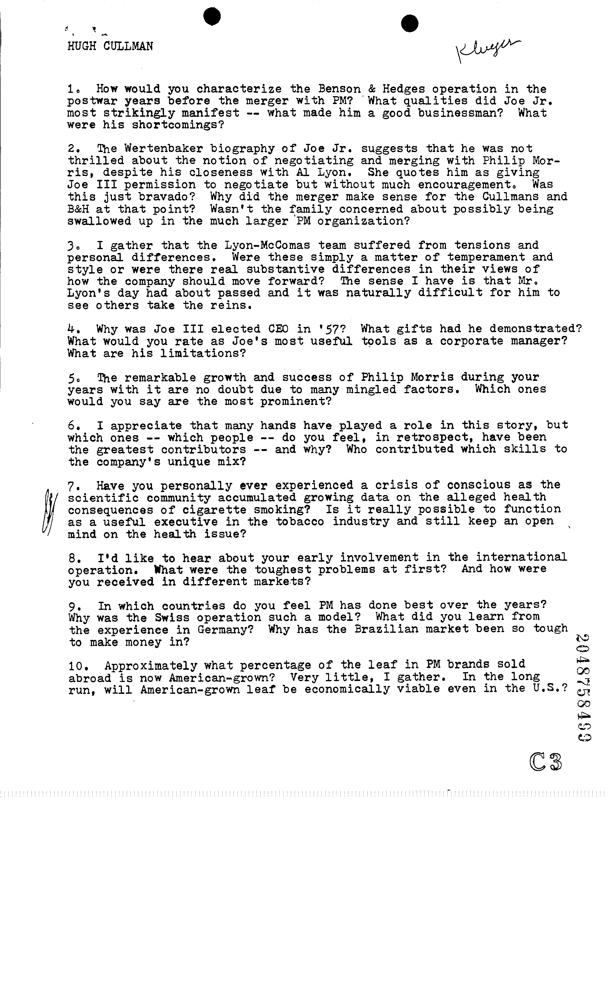 HUGH CULLMAN
Kluger
1. How would you characterize the Benson & Hedges operation in the
postwar years before the merger with PM? What qualities did Joe Jr.
most strikingly manifest -- what made him a good businessman? What
were his shortcomings?
2. The Wertenbaker biography of Joe Jr. suggests that he was not
thrilled about the notion of negotiating and merging with Philip Mor-
ris, despite his closeness with Al Lyon. She quotes him as giving
Joe III permission to negotiate but without much encouragement. Was
this just bravado? Why did the merger make sense for the Cullmans and
B&H at that point? Wasn't the family concerned about possibly being
swallowed up in the much larger PM organization?
3. I gather that the Lyon-McComas team suffered from tensions and
personal differences. Were these simply a matter of temperament and
style or were there real substantive differences in their views of
how the company should move forward? The sense I have is that Mr.
Lyon's day had about passed and it was naturally difficult for him to
see others take the reins.
4. Why was Joe III elected CEO in '57? What gifts had he demonstrated?
What would you rate as Joe's most useful tools as a corporate manager?
What are his limitations?
5. The remarkable growth and success of Philip Morris during your
years with it are no doubt due to many mingled factors. Which ones
would you say are the most prominent?
6. I appreciate that many hands have played a role in this story, but
which ones -- which people -- do you feel, in retrospect, have been
the greatest contributors -- and why? Who contributed which skills to
the company's unique mix?
7. Have you personally ever experienced a crisis of conscious as the
scientific community accumulated growing data on the alleged health
consequences of cigarette smoking? Is it really possible to function
as a useful executive in the tobacco industry and still keep an open
mind on the health issue?
8. I'd like to hear about your early involvement in the international
operation. What were the toughest problems at first? And how were
you received in different markets?
9. In which countries do you feel PM has done best over the years?
Why was the Swiss operation such a model? What did you learn from
the experience in Germany? Why has the Brazilian market been so tough
to make money in?
10. Approximately what percentage of the leaf in PM brands sold
abroad is now American-grown? Very little, I gather. In the long
run, will American-grown leaf be economically viable even in the U.S.?
2048758499
C3